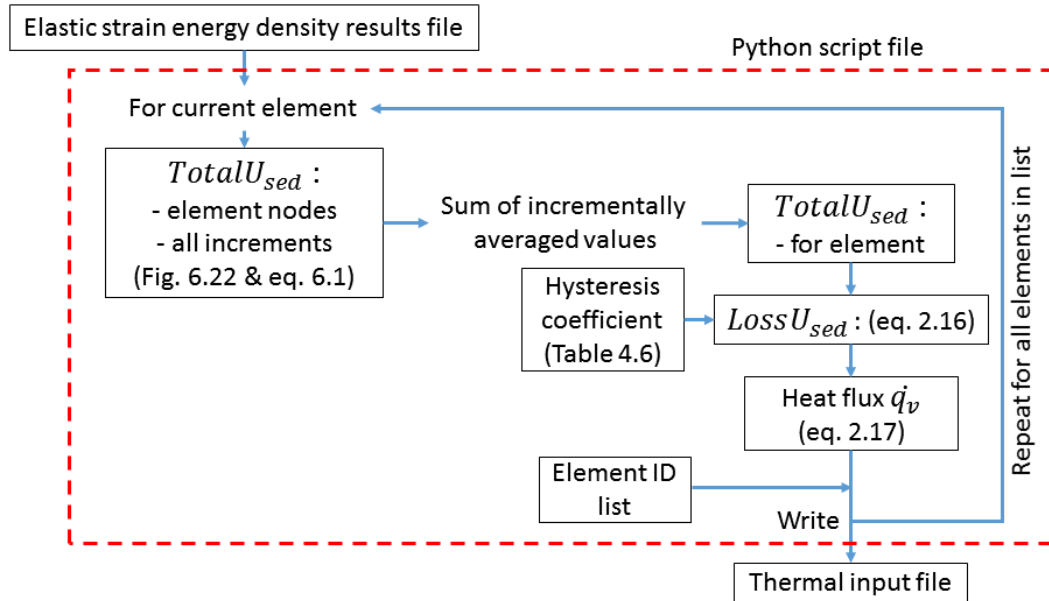 Elastic strain energy density results file
Python script file
For current element
TotalU_sed :
- element nodes
- all increments
(Fig. 6.22 & eq. 6.1)
Sum of incrementally
averaged values
TotalU_sed :
- for element
Hysteresis
coefficient
(Table 4.6)
LossU_sed : (eq. 2.16)
Heat flux q̇_v
(eq. 2.17)
Element ID
list
Write
Repeat for all elements in list
Thermal input file